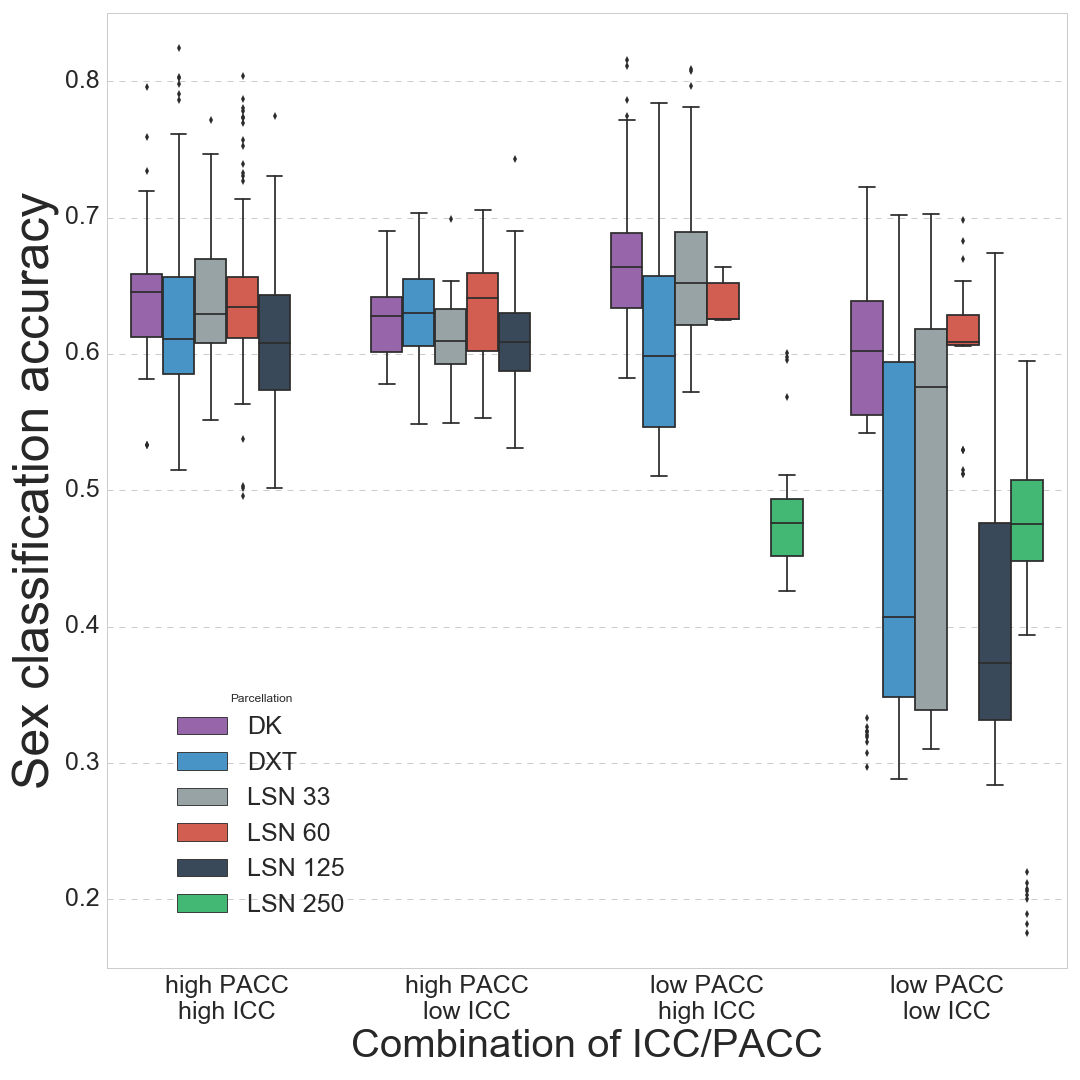 Sex classification accuracy
0.8
0.7
0.6
0.5
0.4
0.3
0.2
Parcellation
DK
DXT
LSN 33
LSN 60
LSN 125
LSN 250
high PACC
high ICC
high PACC
low ICC
low PACC
high ICC
low PACC
low ICC
Combination of ICC/PACC